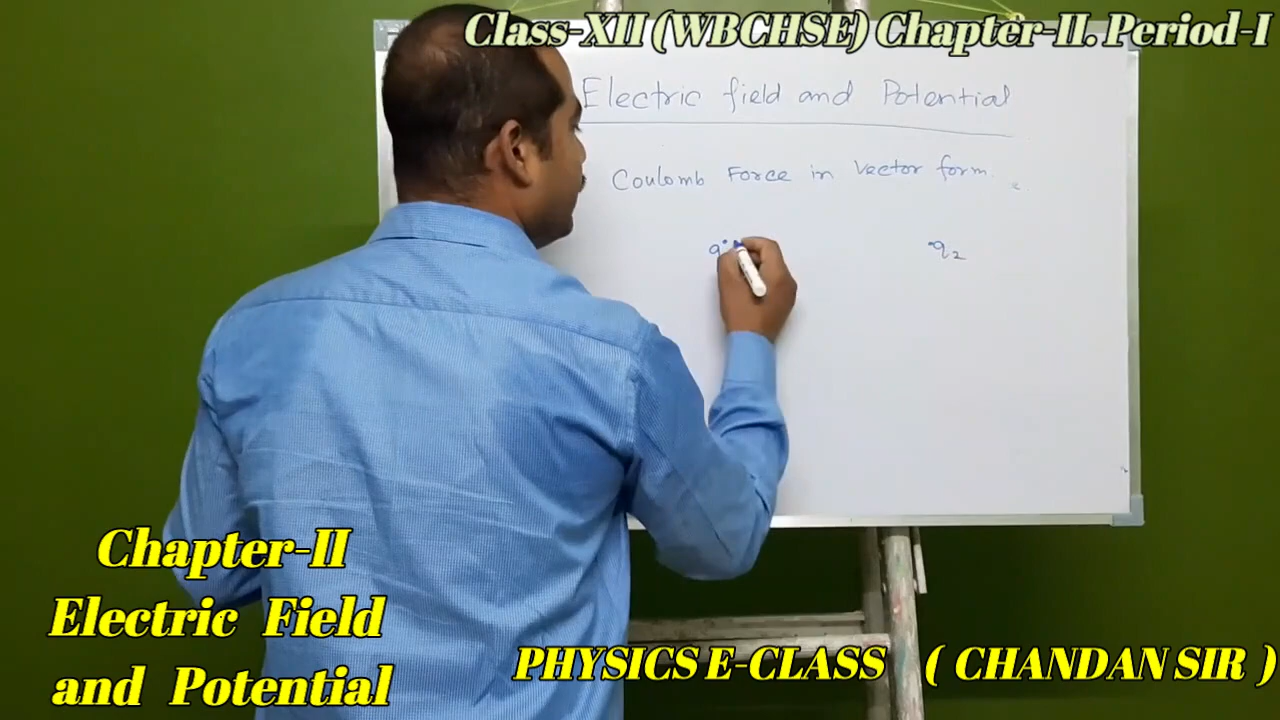 Class-XII (WBCHSE) Chapter-II. Period-I
Electric field and Potential
Coulomb Force in vector form.
q q₂
Chapter-II
Electric Field
and Potential
PHYSICS E-CLASS ( CHANDAN SIR )